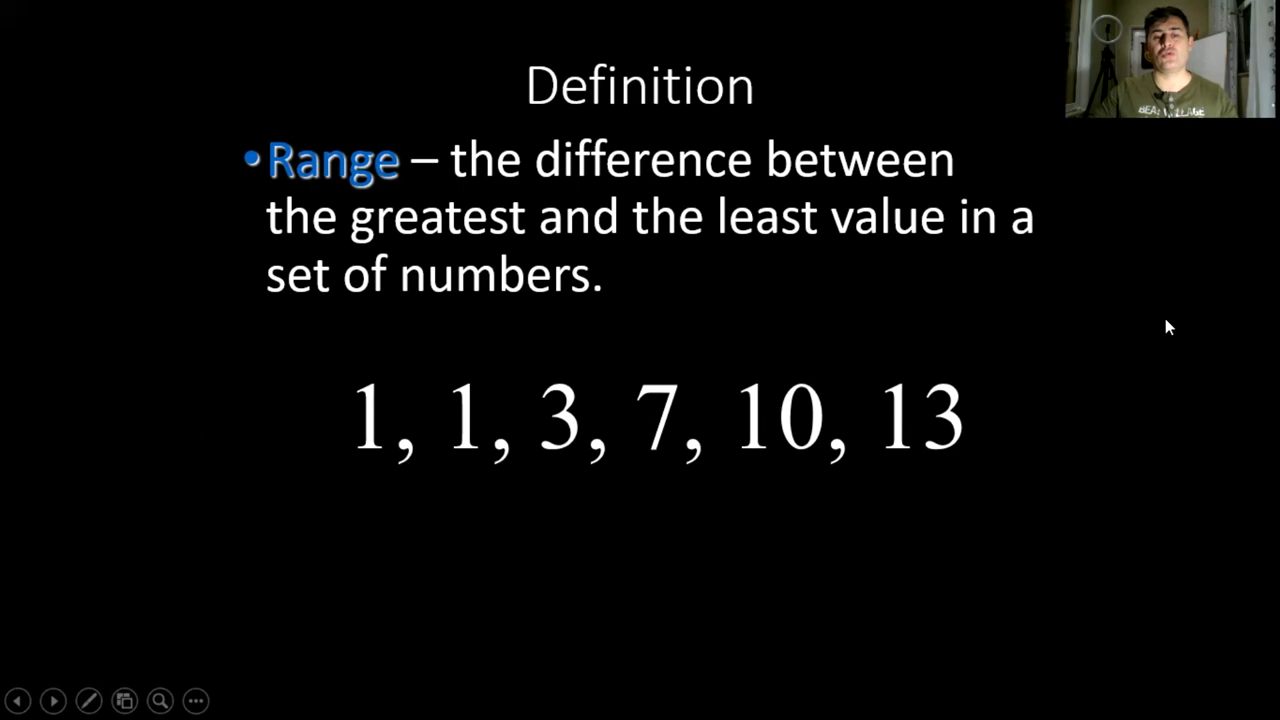 Definition
•Range – the difference between
the greatest and the least value in a
set of numbers.
1, 1, 3, 7, 10, 13